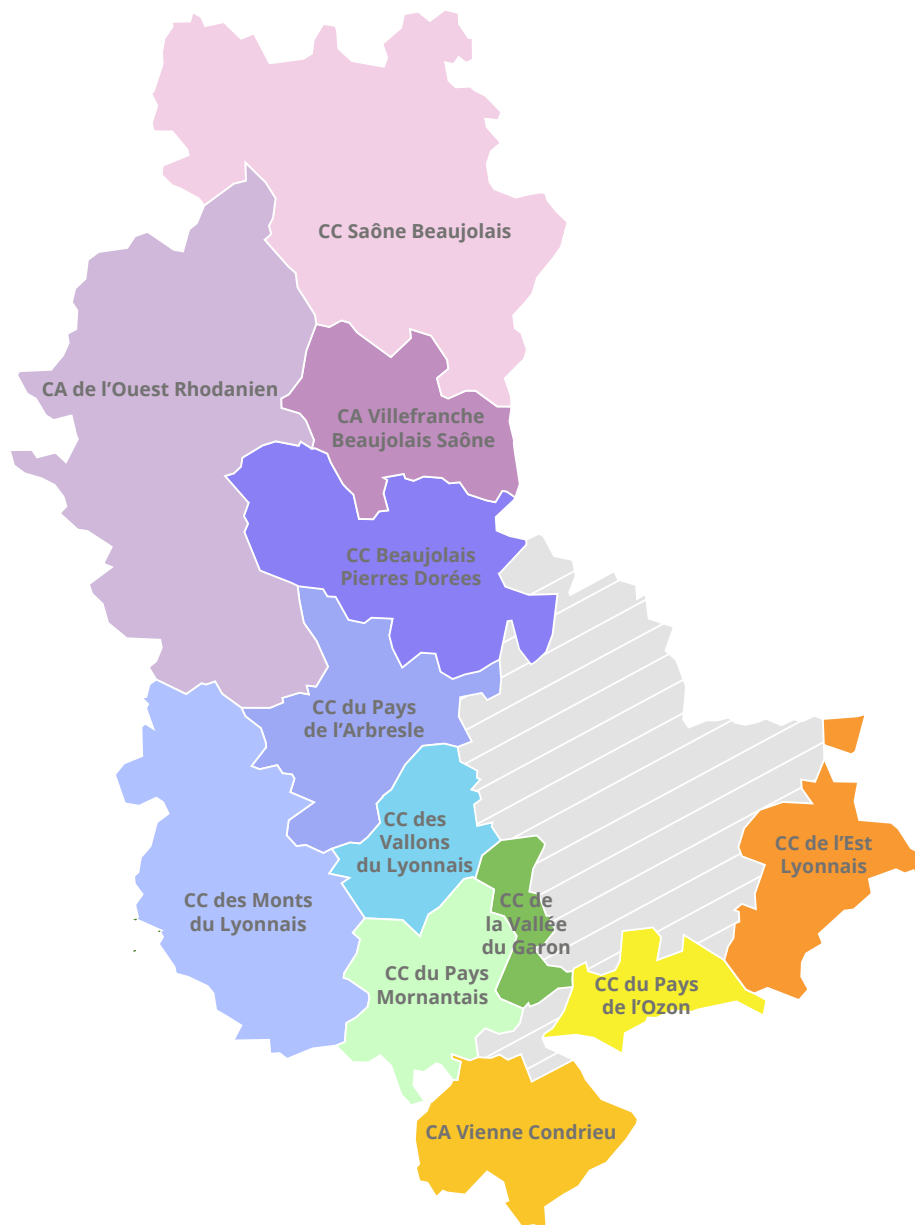 CC Saône Beaujolais
CA de l’Ouest Rhodanien
CA Villefranche
Beaujolais Saône
CC Beaujolais
Pierres Dorées
CC du Pays
de l’Arbresle
CC des
Vallons
du Lyonnais
CC de l’Est
Lyonnais
CC des Monts
du Lyonnais
CC de
la Vallée
du Garon
CC du Pays
Mornantais
CC du Pays
de l’Ozon
CA Vienne Condrieu